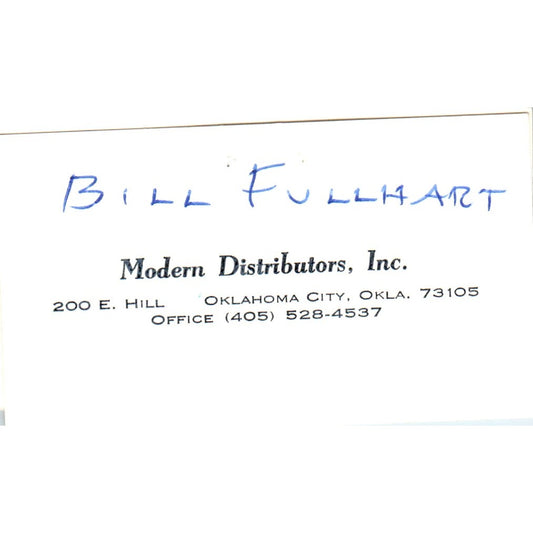 BILL FULLHART
Modern Distributors, Inc.
200 E. HILL OKLAHOMA CITY, OKLA. 73105
OFFICE (405) 528-4537